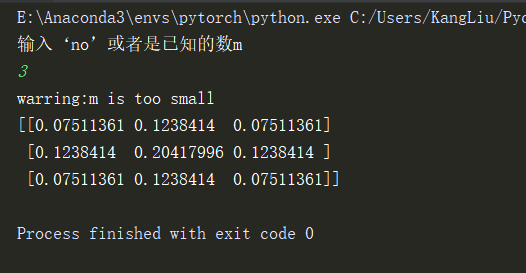 E:\Anaconda3\envs\pytorch\python.exe C:/Users/KangLiu/Pyc
输入‘no’或者是已知的数m
3
warring:m is too small
[[0.07511361 0.1238414  0.07511361]
 [0.1238414  0.20417996 0.1238414 ]
 [0.07511361 0.1238414  0.07511361]]
Process finished with exit code 0